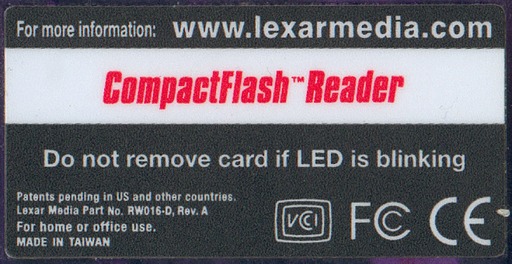 For more information: www.lexarmedia.com
CompactFlash™ Reader
Do not remove card if LED is blinking
Patents pending in US and other countries.
Lexar Media Part No. RW016-D, Rev. A
For home or office use.
MADE IN TAIWAN
VCI FC CE